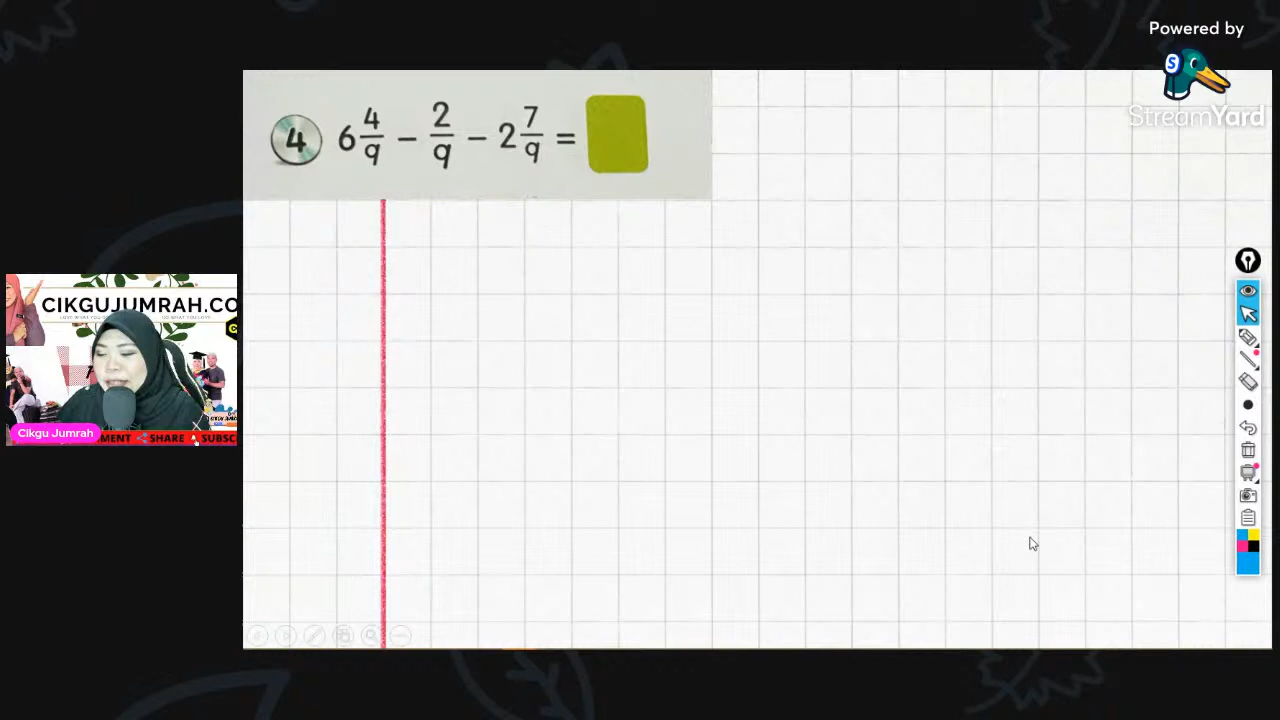 Powered by
S
StreamYard
4 6 4/9 − 2/9 − 2 7/9 =
CIKGUJUMRAH.CO
Cikgu Jumrah
MENT SHARE SUBSC